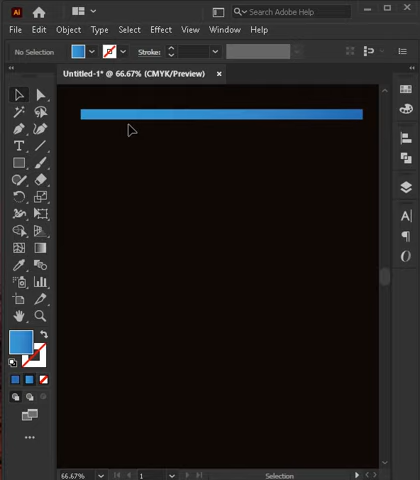 Ai
Search Adobe Help
File Edit Object Type Select Effect View Window Help
No Selection Stroke:
Untitled-1* @ 66.67% (CMYK/Preview) ×
66.67% 1 Selection